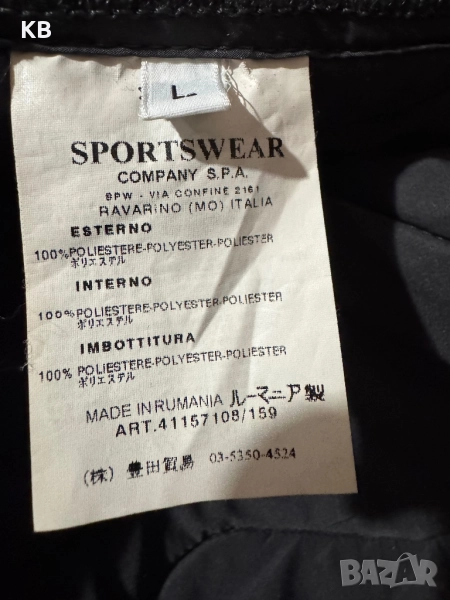 KB
L
SPORTSWEAR
COMPANY S.P.A.
SPW - VIA CONFINE 2161
RAVARINO (MO) ITALIA
ESTERNO
100% POLIESTERE-POLYESTER-POLIESTER
ポリエステル
INTERNO
100% POLIESTERE-POLYESTER-POLIESTER
ポリエステル
IMBOTTITURA
100% POLIESTERE-POLYESTER-POLIESTER
ポリエステル
MADE IN RUMANIA ルーマニア製
ART.41157108/159
(株) 豊田貿易 03-5350-4524
BAZAR